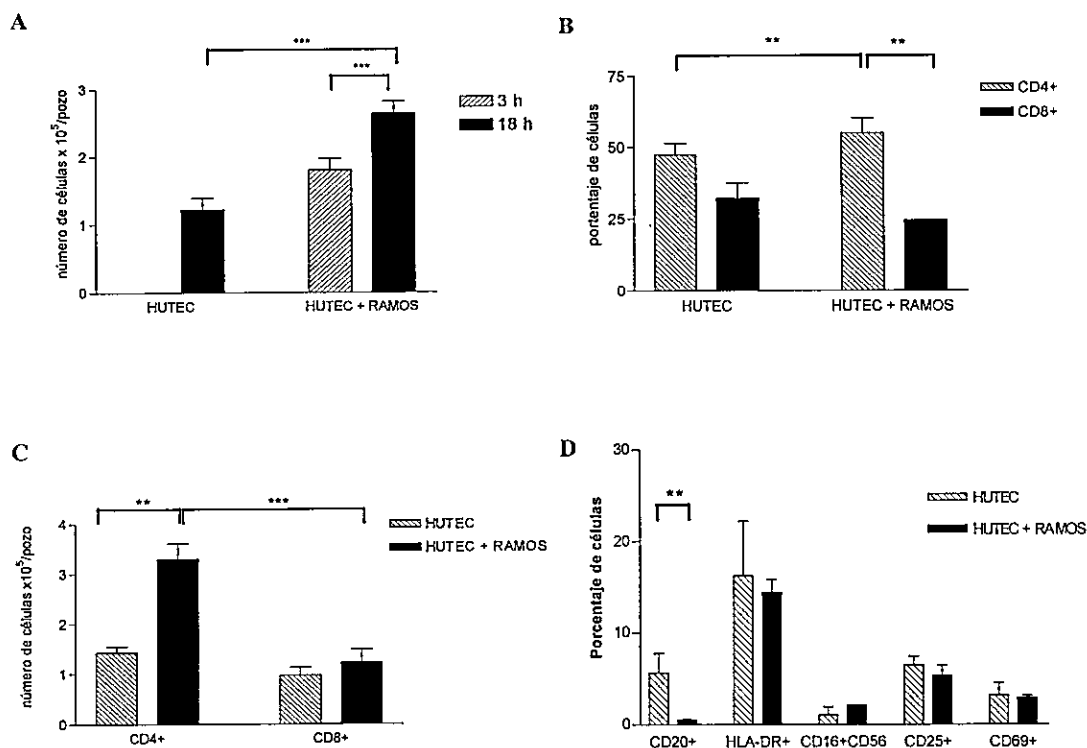 A
***
***
3 h
18 h
número de células x 10⁵/pozo
3
2
1
0
HUTEC
HUTEC + RAMOS
B
**
**
CD4+
CD8+
portentaje de células
75
50
25
0
HUTEC
HUTEC + RAMOS
C
**
***
HUTEC
HUTEC + RAMOS
número de células x10⁵/pozo
4
3
2
1
0
CD4+
CD8+
D
**
HUTEC
HUTEC + RAMOS
Porcentaje de células
30
20
10
0
CD20+
HLA-DR+
CD16+CD56
CD25+
CD69+